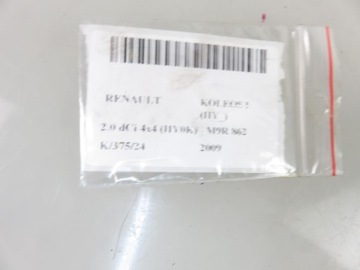 RENAULT KOLEOS I
(HY_)
2.0 dCi 4x4 (HY0K) M9R 862
K/375/24 2009